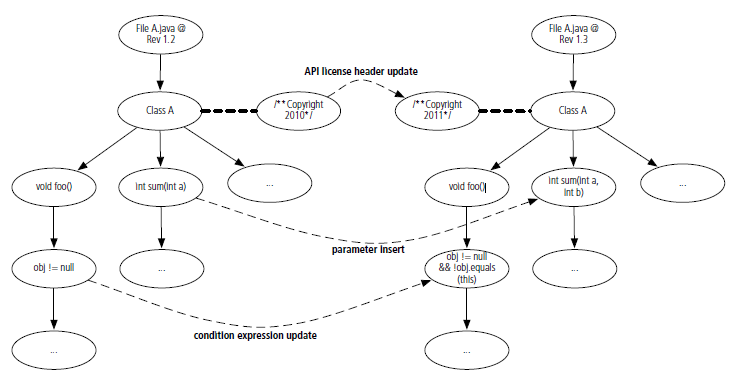 File A.java @
Rev 1.2
File A.java @
Rev 1.3
API license header update
Class A
/**Copyright
2010*/
/**Copyright
2011*/
Class A
void foo()
int sum(int a)
...
void foo()
int sum(int a,
int b)
...
parameter insert
obj != null
...
obj != null
&& !obj.equals
(this)
...
condition expression update
...
...